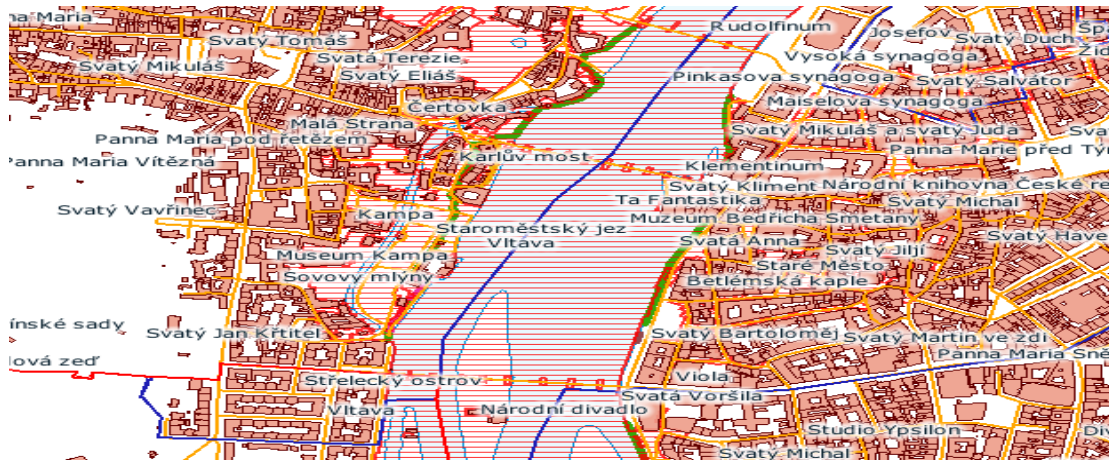 na Maria
Rudolfinum
Svatý Tomáš
Josefov
Svatý Duch
Svatá Terezie
Vysoká synagoga
Svatý Mikuláš
Svatý Eliáš
Pinkasova synagoga
Svatý Salvátor
Čertovka
Maiselova synagoga
Malá Strana
Svatý Mikuláš a svatý Juda
Panna Maria pod řetězem
Panna Marie před Tý
Karlův most
Panna Maria Vítězná
Klementinum
Svatý Kliment
Národní knihovna České re
Ta Fantastika
Svatý Michal
Svatý Vavřinec
Kampa
Muzeum Bedřicha Smetany
Staroměstský jez
Svatý Have
Vltava
Svatá Anna
Svatý Jiljí
Museum Kampa
Staré Město
Sovovy mlýny
Betlémská kaple
ínské sady
Svatý Jan Křtitel
Svatý Bartoloměj
Svatý Martin ve zdi
lová zeď
Panna Maria Sně
Střelecký ostrov
Viola
Svatá Voršila
Vltava
Národní divadlo
Studio Ypsilon
Div
Svatý Michal